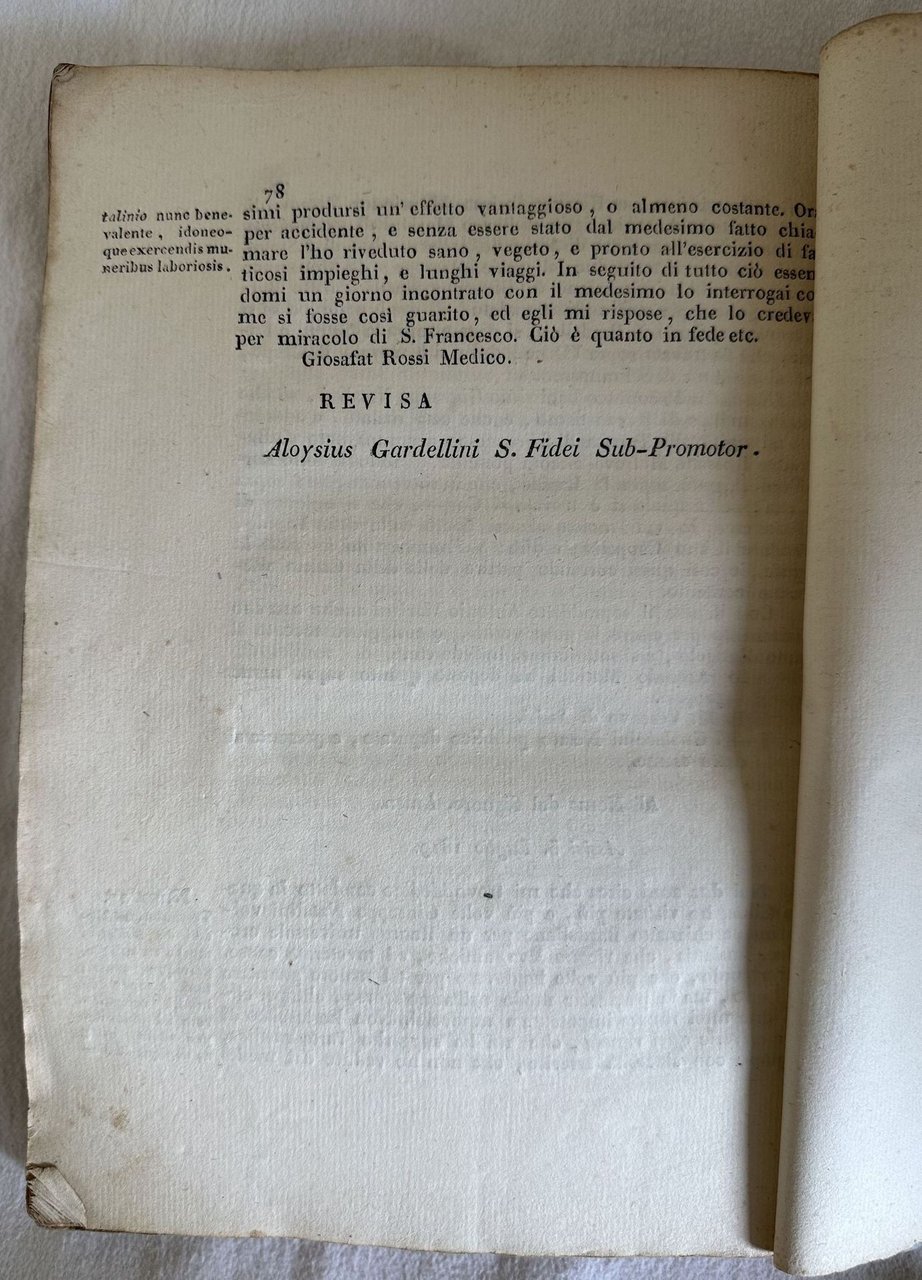 78
talinio nunc bene-
valente, idoneo-
que exercendis mu-
neribus laboriosis.
simi prodursi un' effetto vantaggioso, o almeno costante. Or
per accidente, e senza essere stato dal medesimo fatto chia
mare l'ho riveduto sano, vegeto, e pronto all'esercizio di fa
ticosi impieghi, e lunghi viaggi. In seguito di tutto ciò essen
domi un giorno incontrato con il medesimo lo interrogai co
me si fosse così guarito, ed egli mi rispose, che lo credev
per miracolo di S. Francesco. Ciò è quanto in fede etc.
Giosafat Rossi Medico.
REVISA
Aloysius Gardellini S. Fidei Sub-Promotor.